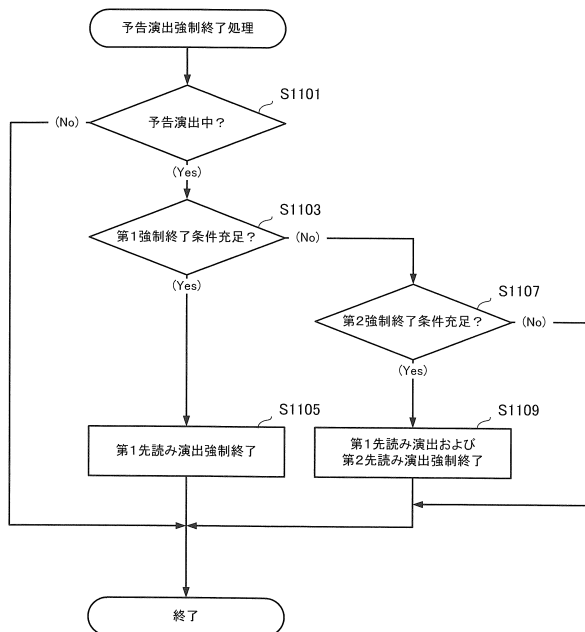 予告演出強制終了処理
S1101
予告演出中？
(No)
(Yes)
S1103
第1強制終了条件充足？
(No)
(Yes)
S1107
第2強制終了条件充足？
(No)
(Yes)
S1105
第1先読み演出強制終了
S1109
第1先読み演出および
第2先読み演出強制終了
終了